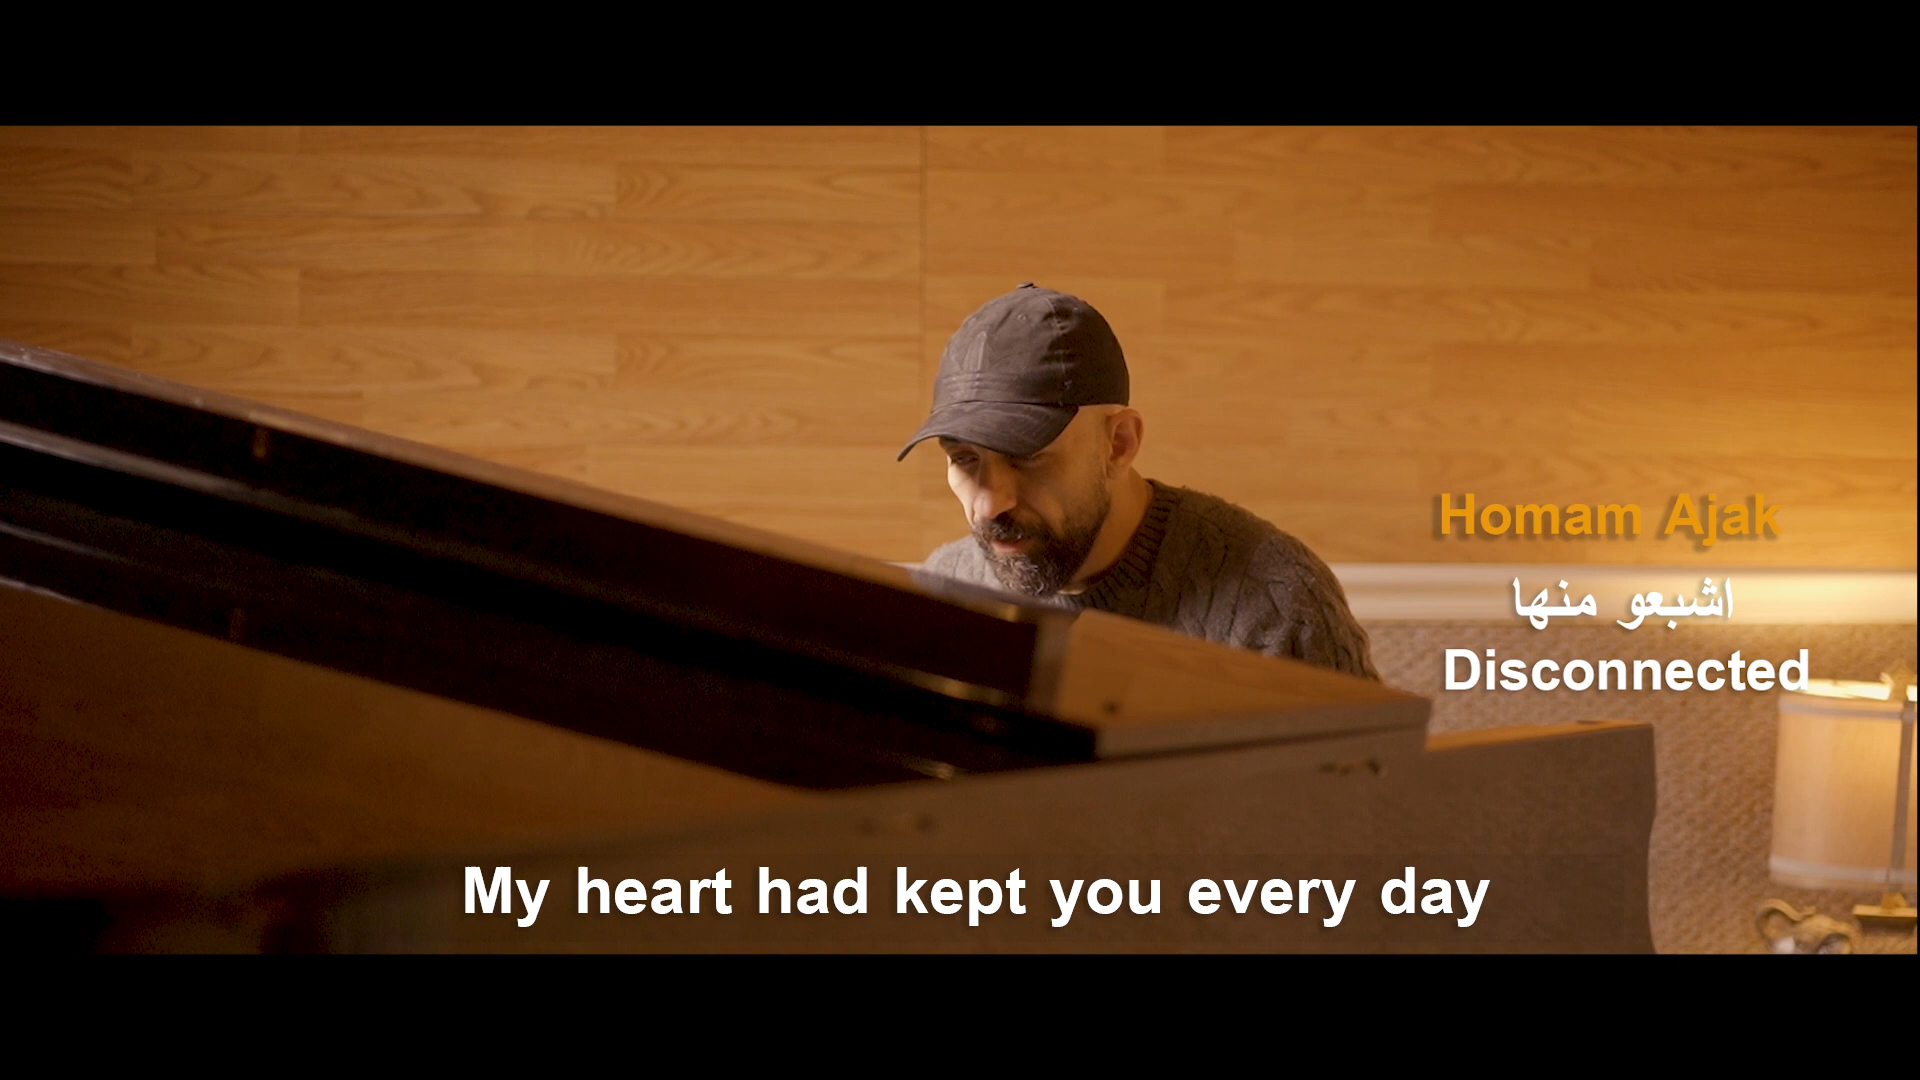 Homam Ajak
اشبعو منها
Disconnected
My heart had kept you every day